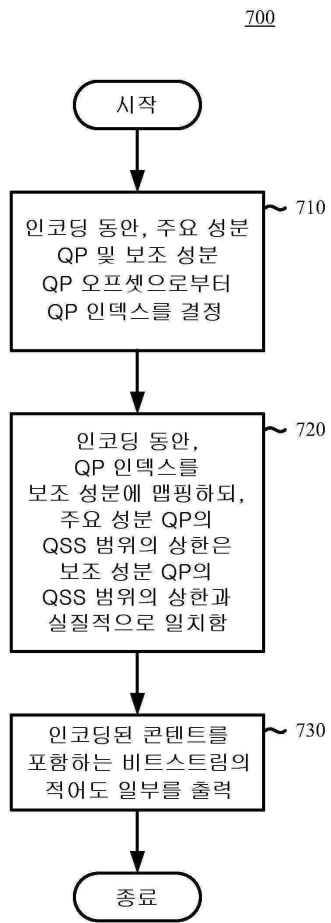 700
시작
710
인코딩 동안, 주요 성분
QP 및 보조 성분
QP 오프셋으로부터
QP 인덱스를 결정
720
인코딩 동안,
QP 인덱스를
보조 성분에 맵핑하되,
주요 성분 QP의
QSS 범위의 상한은
보조 성분 QP의
QSS 범위의 상한과
실질적으로 일치함
730
인코딩된 콘텐트를
포함하는 비트스트림의
적어도 일부를 출력
종료